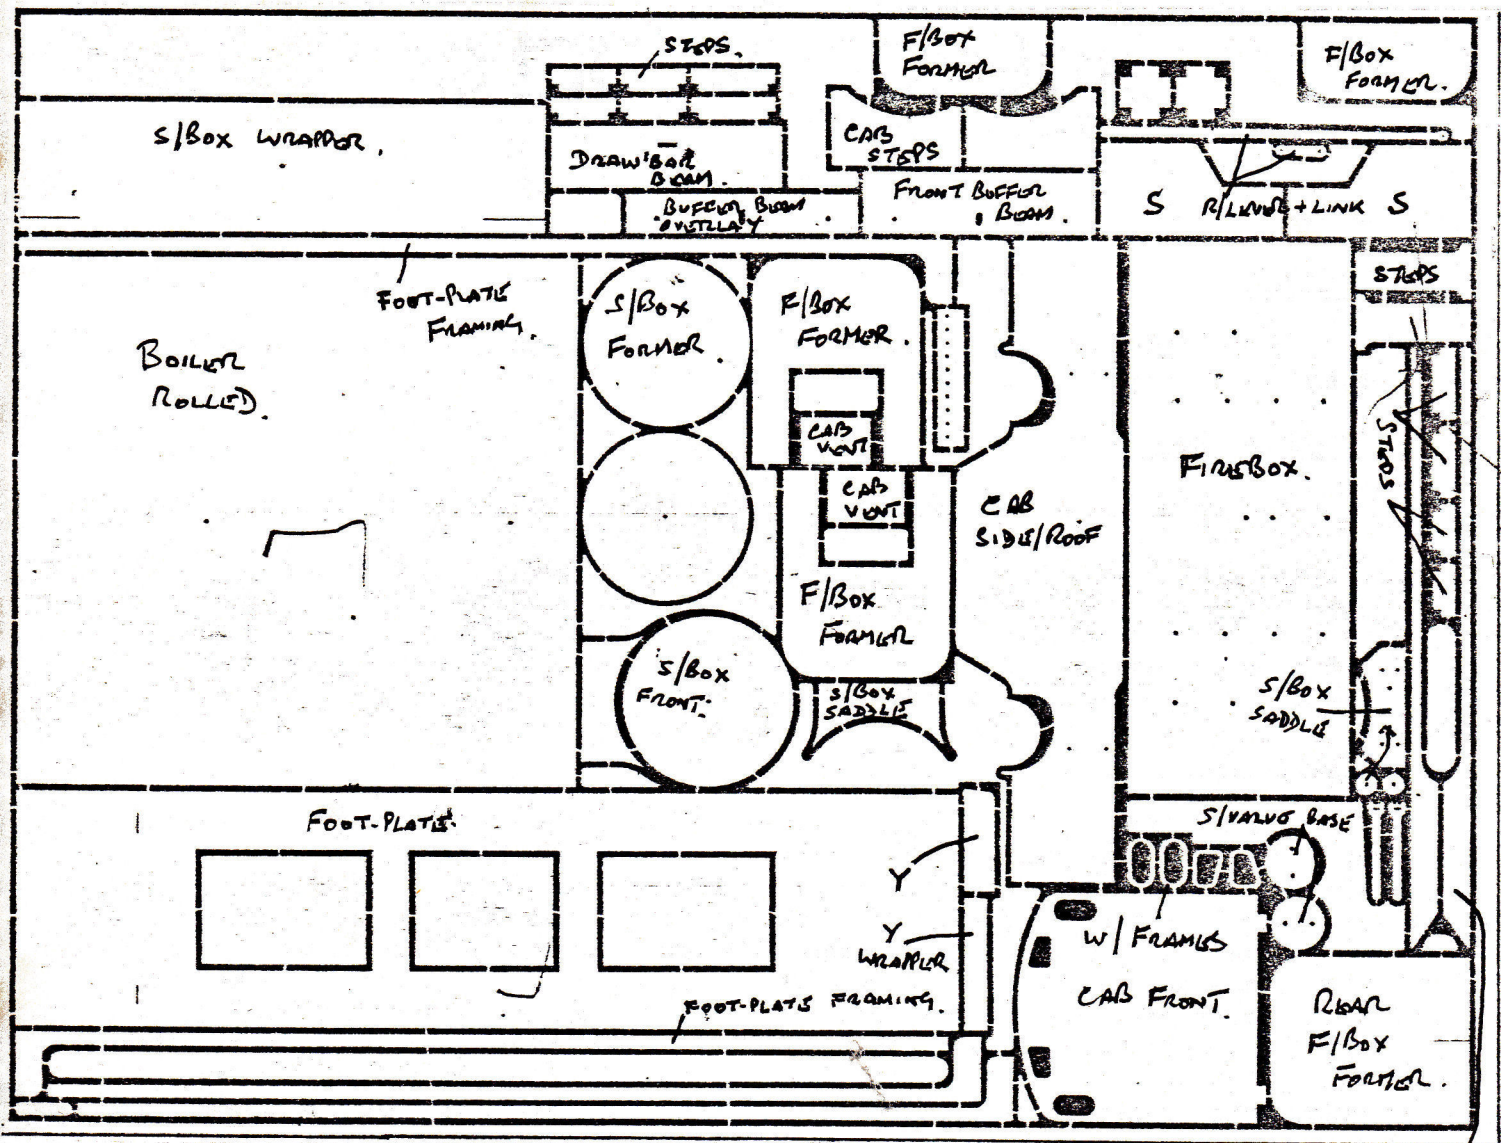 STEPS.
F/BOX
FORMER
F/BOX
FORMER.
S/BOX WRAPPER.
DRAW BAR
BEAM.
CAB
STEPS
BUFFER BEAM
OVERLAY
FRONT BUFFER
BEAM.
S
R/LEVER + LINK
S
STEPS
FOOT-PLATE
FRAMING.
S/BOX
FORMER.
F/BOX
FORMER.
BOILER
ROLLED.
CAB
VENT
CAB
VENT
CAB
SIDE/ROOF
FIREBOX.
STEPS
F/BOX
FORMER
S/BOX
FRONT.
S/BOX
SADDLE
S/BOX
SADDLE
FOOT-PLATE.
S/VALVE BASE
Y
Y
WRAPPER
W/FRAMES
CAB FRONT.
FOOT-PLATE FRAMING.
REAR
F/BOX
FORMER.